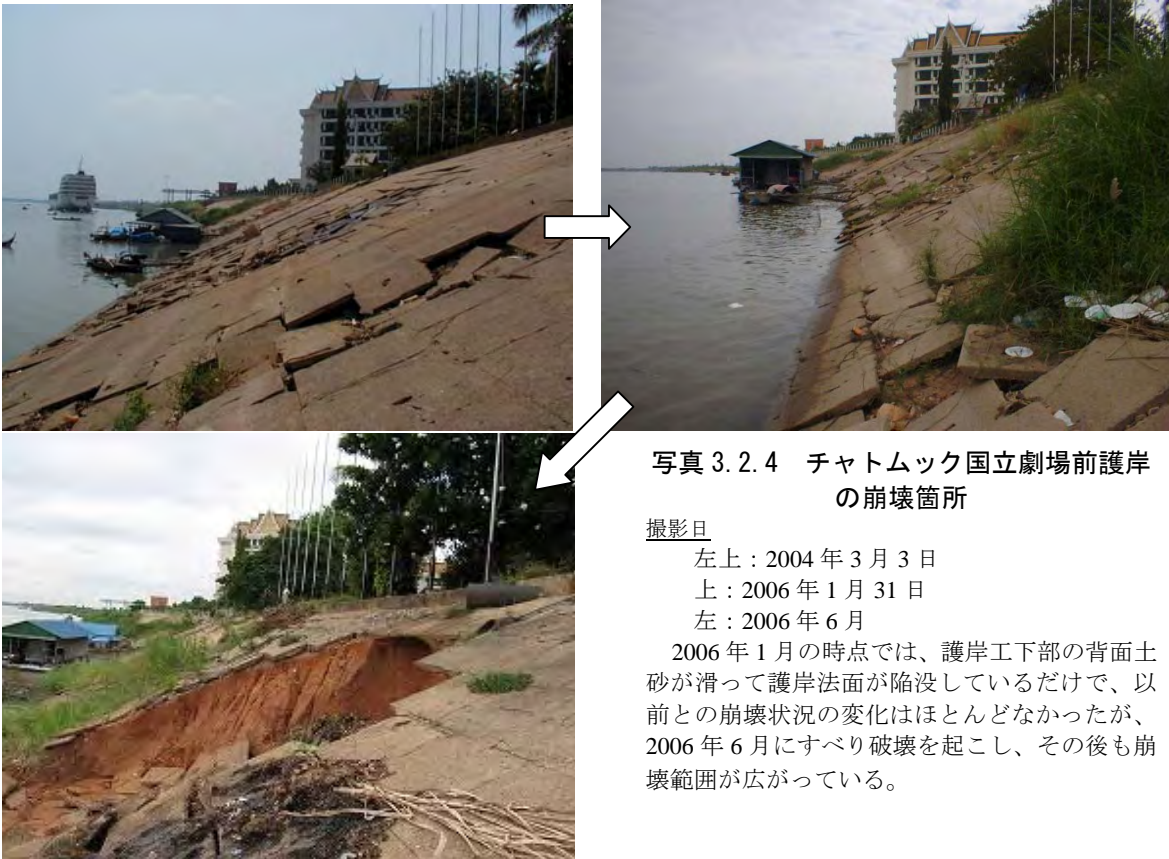 写真 3.2.4 チャトムック国立劇場前護岸
の崩壊箇所
撮影日
左上：2004 年 3 月 3 日
上：2006 年 1 月 31 日
左：2006 年 6 月
2006 年 1 月の時点では、護岸工下部の背面土
砂が滑って護岸法面が陥没しているだけで、以
前との崩壊状況の変化はほとんどなかったが、
2006 年 6 月にすべり破壊を起こし、その後も崩
壊範囲が広がっている。